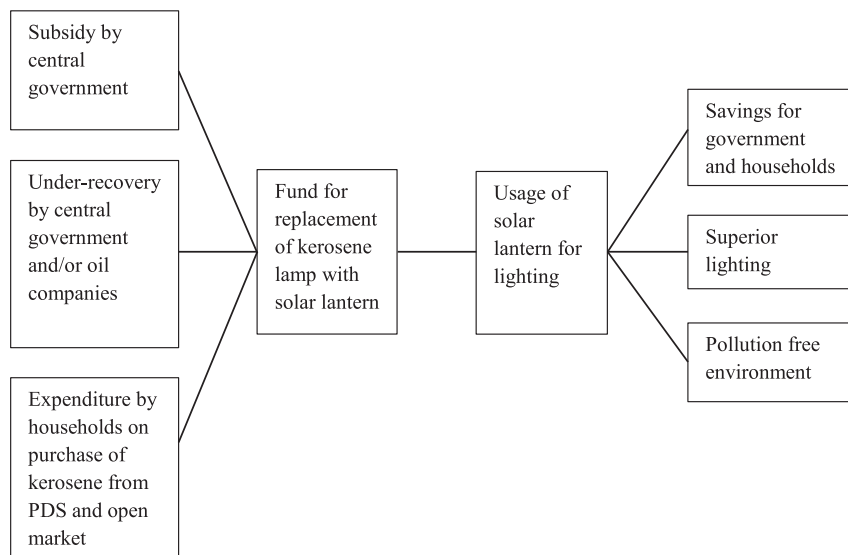 Subsidy by
central
government
Under-recovery
by central
government
and/or oil
companies
Expenditure by
households on
purchase of
kerosene from
PDS and open
market
Fund for
replacement
of kerosene
lamp with
solar lantern
Usage of
solar
lantern for
lighting
Savings for
government
and households
Superior
lighting
Pollution free
environment